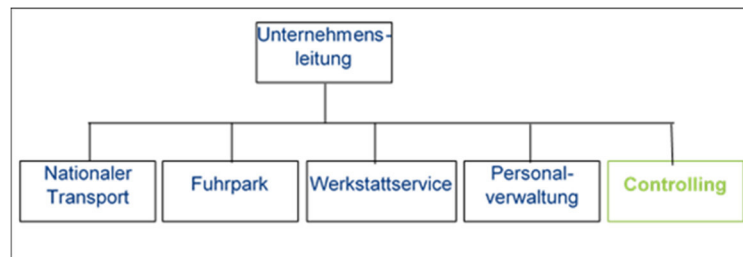 Unternehmens-
leitung
Nationaler
Transport
Fuhrpark
Werkstattservice
Personal-
verwaltung
Controlling